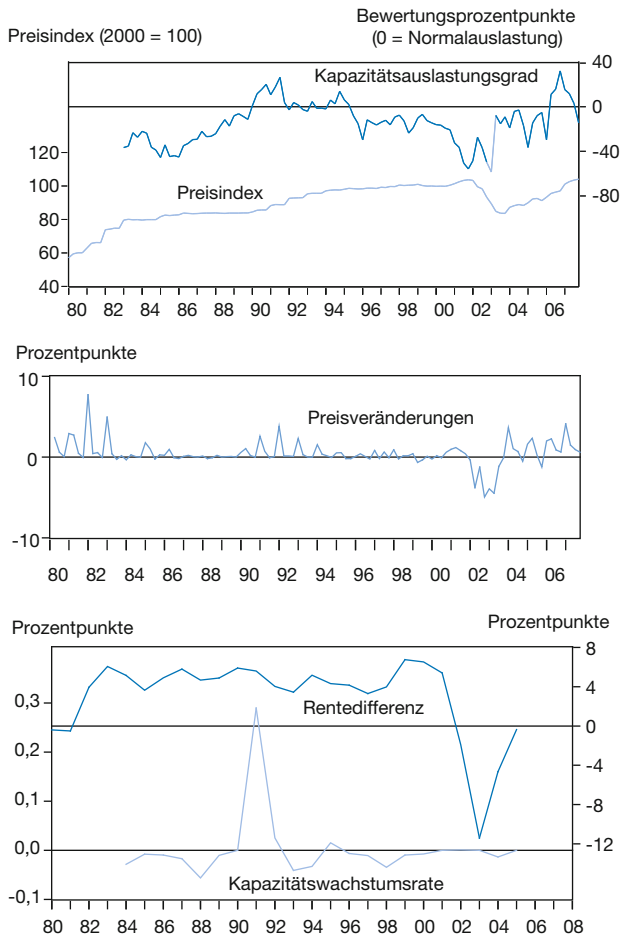 Preisindex (2000 = 100)
Bewertungsprozentpunkte
(0 = Normalauslastung)
40
0
-40
-80
Kapazitätsauslastungsgrad
Preisindex
120
100
80
60
40
80 82 84 86 88 90 92 94 96 98 00 02 04 06
Prozentpunkte
10
0
-10
Preisveränderungen
80 82 84 86 88 90 92 94 96 98 00 02 04 06
Prozentpunkte
Prozentpunkte
8
4
0
-4
-8
-12
0,3
0,2
0,1
0,0
-0,1
Rentedifferenz
Kapazitätswachstumsrate
80 82 84 86 88 90 92 94 96 98 00 02 04 06 08